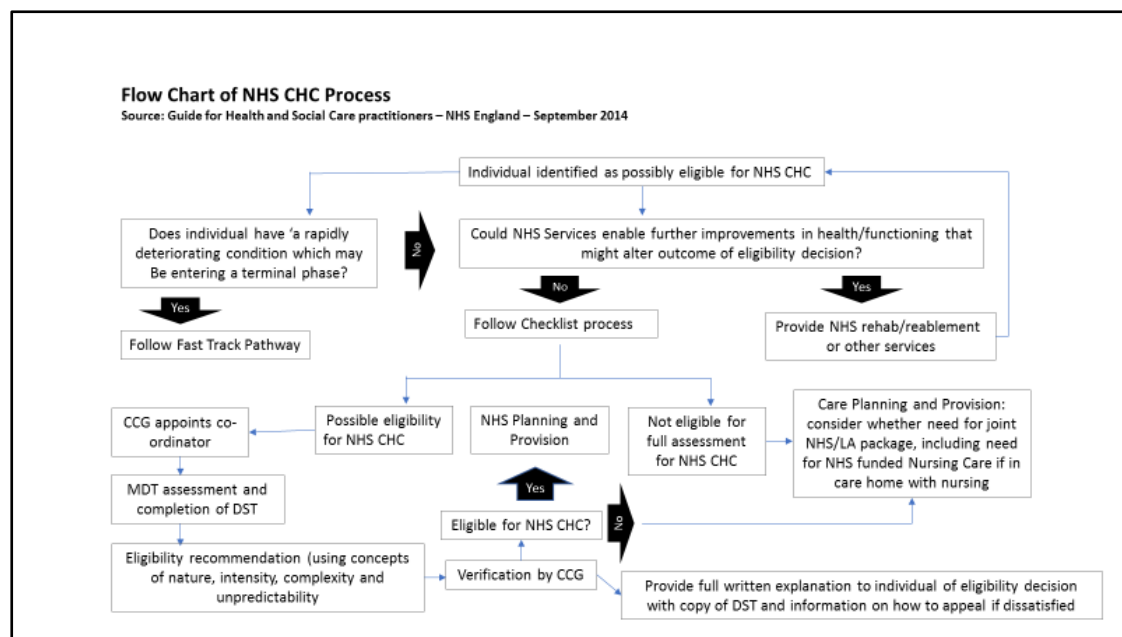 Flow Chart of NHS CHC Process
Source: Guide for Health and Social Care practitioners – NHS England – September 2014
Individual identified as possibly eligible for NHS CHC
Does individual have ‘a rapidly
deteriorating condition which may
Be entering a terminal phase?
No
Could NHS Services enable further improvements in health/functioning that
might alter outcome of eligibility decision?
Yes
No
Yes
Follow Fast Track Pathway
Follow Checklist process
Provide NHS rehab/reablement
or other services
CCG appoints co-
ordinator
Possible eligibility
for NHS CHC
NHS Planning and
Provision
Not eligible for
full assessment
for NHS CHC
Care Planning and Provision:
consider whether need for joint
NHS/LA package, including need
for NHS funded Nursing Care if in
care home with nursing
MDT assessment and
completion of DST
Yes
Eligible for NHS CHC?
No
Eligibility recommendation (using concepts
of nature, intensity, complexity and
unpredictability
Verification by CCG
Provide full written explanation to individual of eligibility decision
with copy of DST and information on how to appeal if dissatisfied